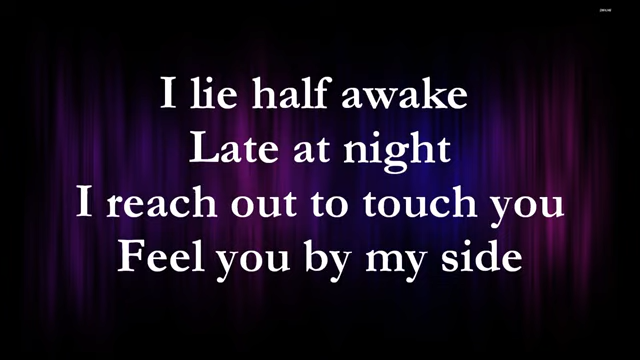 I lie half awake
Late at night
I reach out to touch you
Feel you by my side